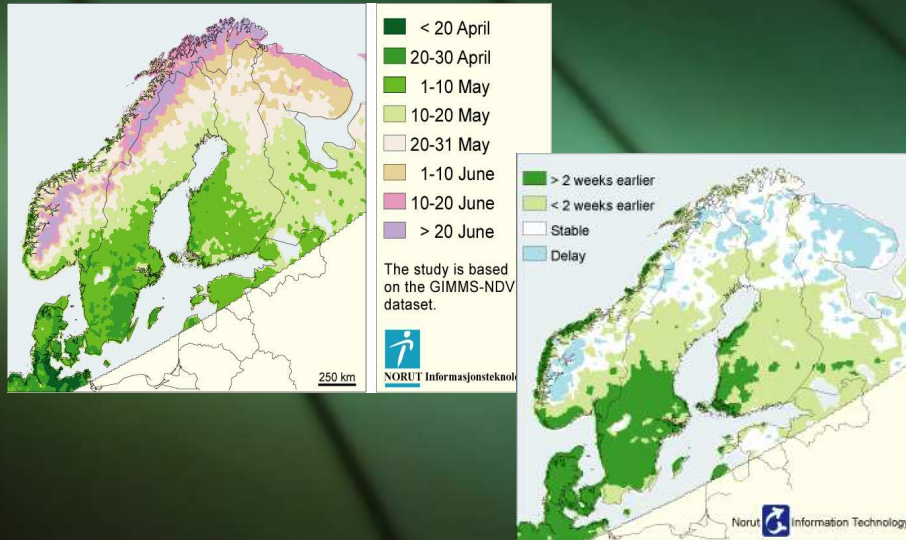 < 20 April
20-30 April
1-10 May
10-20 May
20-31 May
1-10 June
10-20 June
> 20 June
The study is based
on the GIMMS-NDV
dataset.
NORUT Informasjonsteknolo
250 km
> 2 weeks earlier
< 2 weeks earlier
Stable
Delay
Norut Information Technology